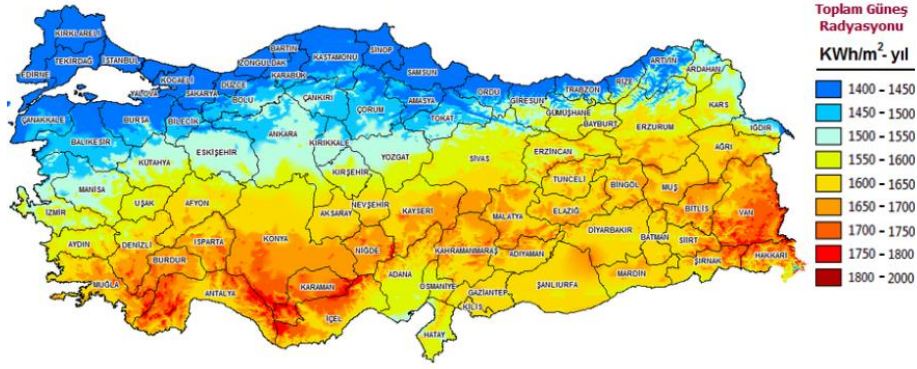 Toplam Güneş
Radyasyonu
KWh/m² - yıl
1400 - 1450
1450 - 1500
1500 - 1550
1550 - 1600
1600 - 1650
1650 - 1700
1700 - 1750
1750 - 1800
1800 - 2000
KIRKLARELİ
EDİRNE
TEKİRDAĞ
İSTANBUL
KOCAELİ
YALOVA
SAKARYA
DÜZCE
ZONGULDAK
BARTIN
KARABÜK
KASTAMONU
SİNOP
SAMSUN
BOLU
ÇANKIRI
ÇORUM
AMASYA
TOKAT
ORDU
GİRESUN
TRABZON
RİZE
ARTVİN
ARDAHAN
GÜMÜŞHANE
BAYBURT
ERZURUM
KARS
IĞDIR
AĞRI
ÇANAKKALE
BALIKEŞİR
BURSA
BİLECİK
ESKİŞEHİR
ANKARA
KIRIKKALE
YOZGAT
SİVAS
ERZİNCAN
KÜTAHYA
KIRŞEHİR
TUNCELİ
BİNGÖL
MUŞ
MANİSA
İZMİR
UŞAK
AFYON
AKSARAY
NEVŞEHİR
KAYSERİ
MALATYA
ELAZIĞ
BİTLİS
VAN
AYDIN
DENİZLİ
ISPARTA
KONYA
NİĞDE
KAHRAMANMARAŞ
ADIYAMAN
DİYARBAKIR
BATMAN
SİİRT
ŞIRNAK
HAKKARİ
MUĞLA
BURDUR
ANTALYA
KARAMAN
İÇEL
ADANA
OSMANİYE
GAZİANTEP
KİLİS
ŞANLIURFA
MARDİN
HATAY